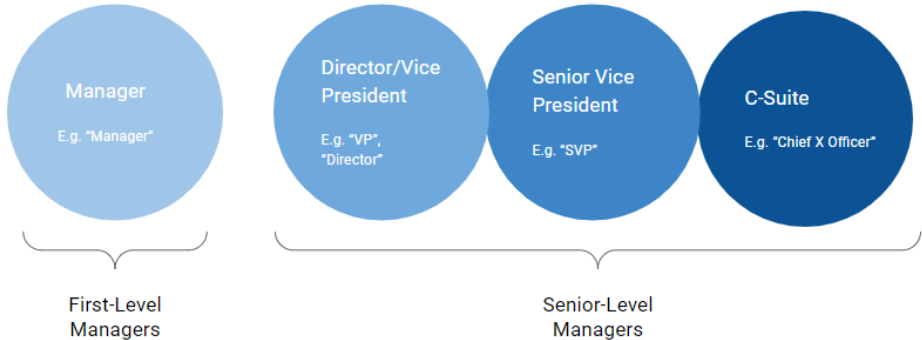 Manager
E.g. “Manager”
Director/Vice
President
E.g. “VP”,
“Director”
Senior Vice
President
E.g. “SVP”
C-Suite
E.g. “Chief X Officer”
First-Level
Managers
Senior-Level
Managers